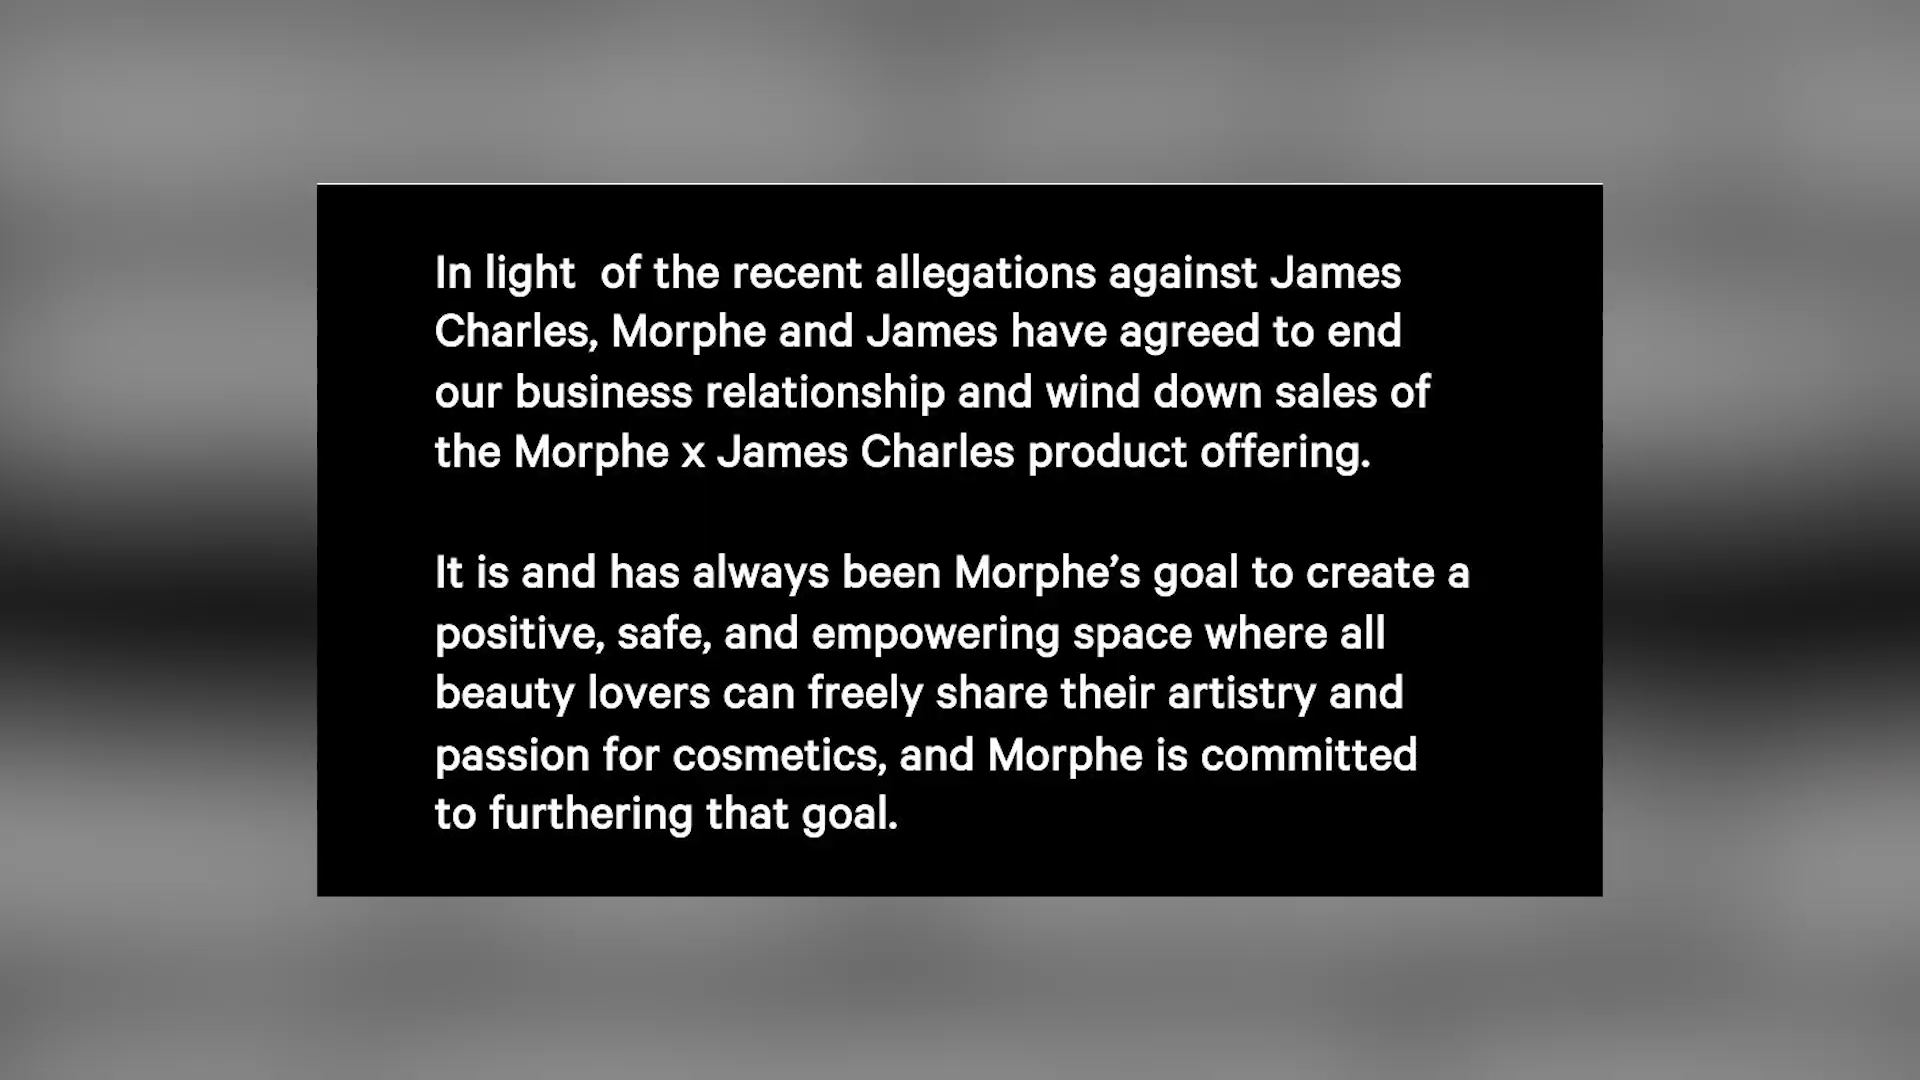 In light  of the recent allegations against James
Charles, Morphe and James have agreed to end
our business relationship and wind down sales of
the Morphe x James Charles product offering.
It is and has always been Morphe’s goal to create a
positive, safe, and empowering space where all
beauty lovers can freely share their artistry and
passion for cosmetics, and Morphe is committed
to furthering that goal.